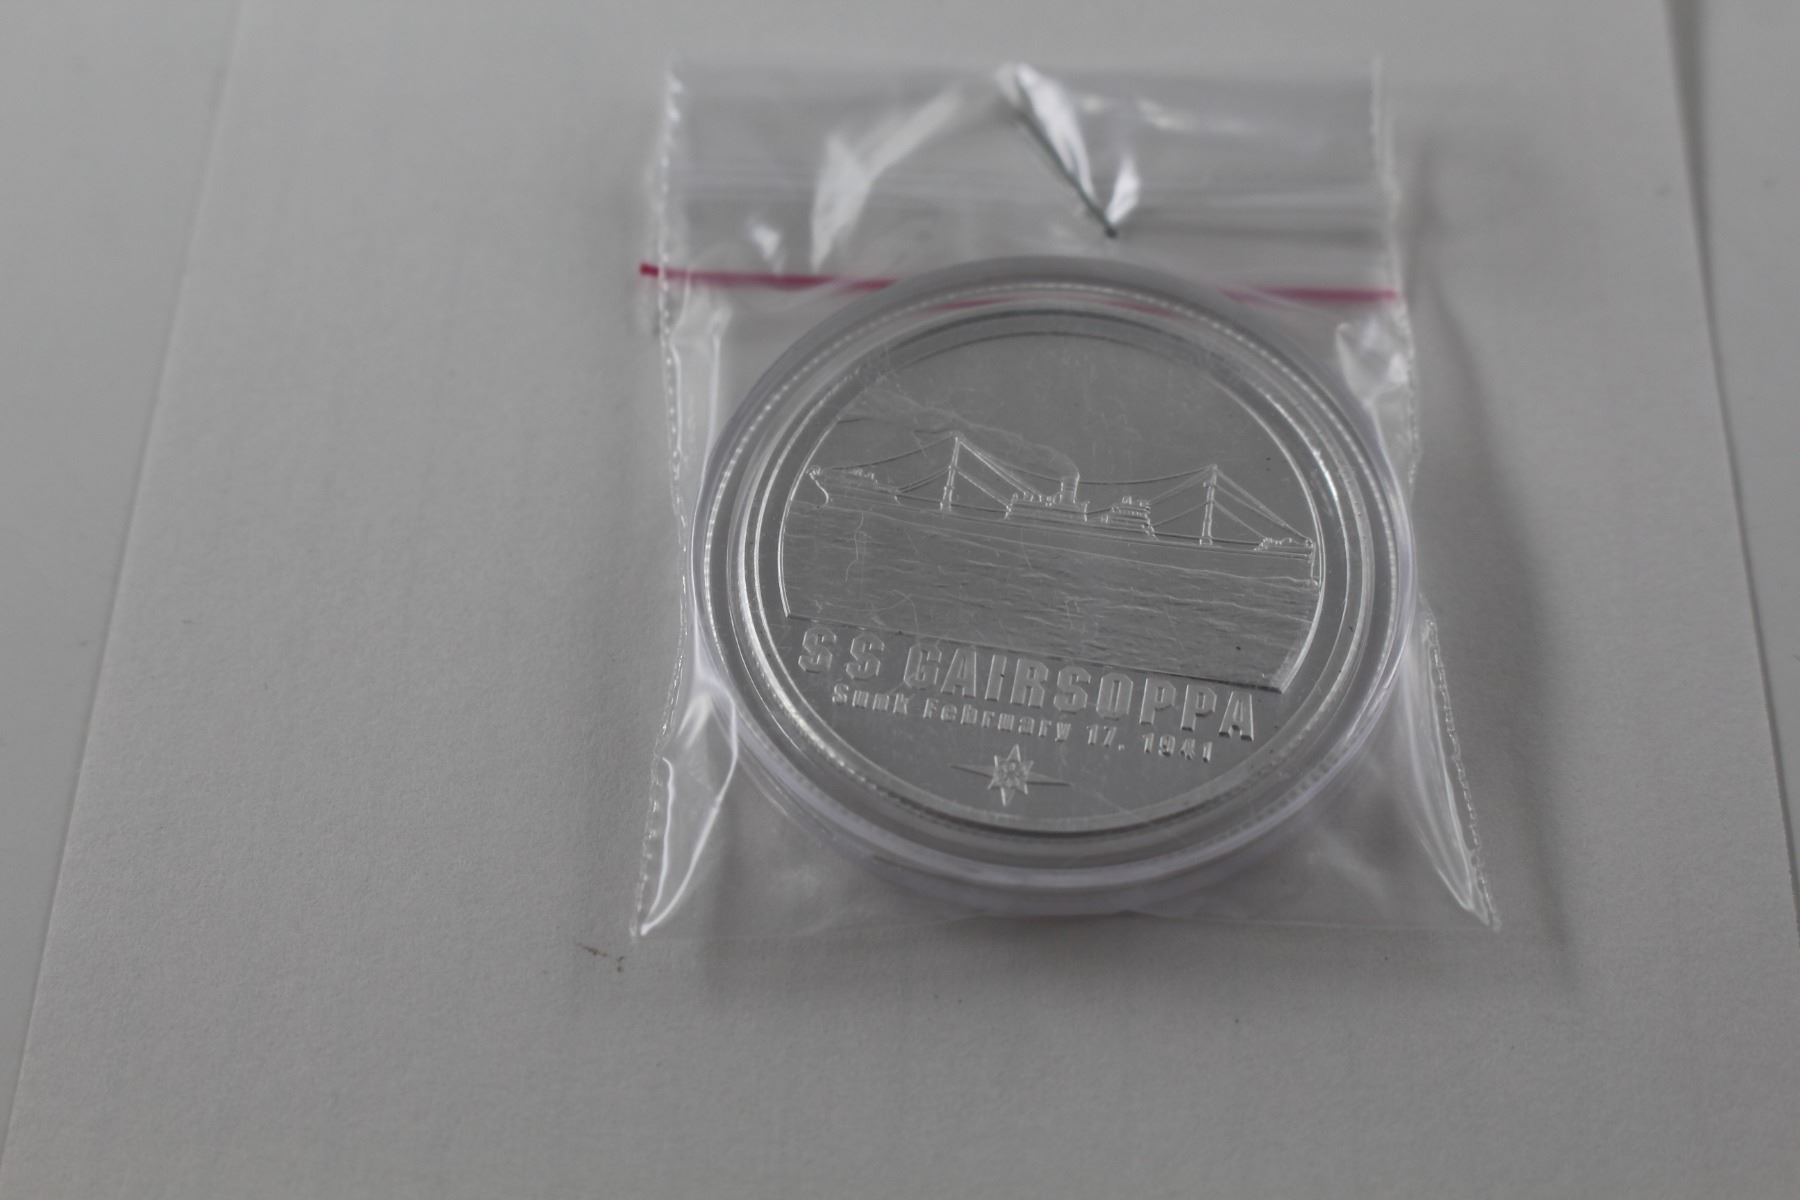 SS GAIRSOPPA
Sunk February 17, 1941